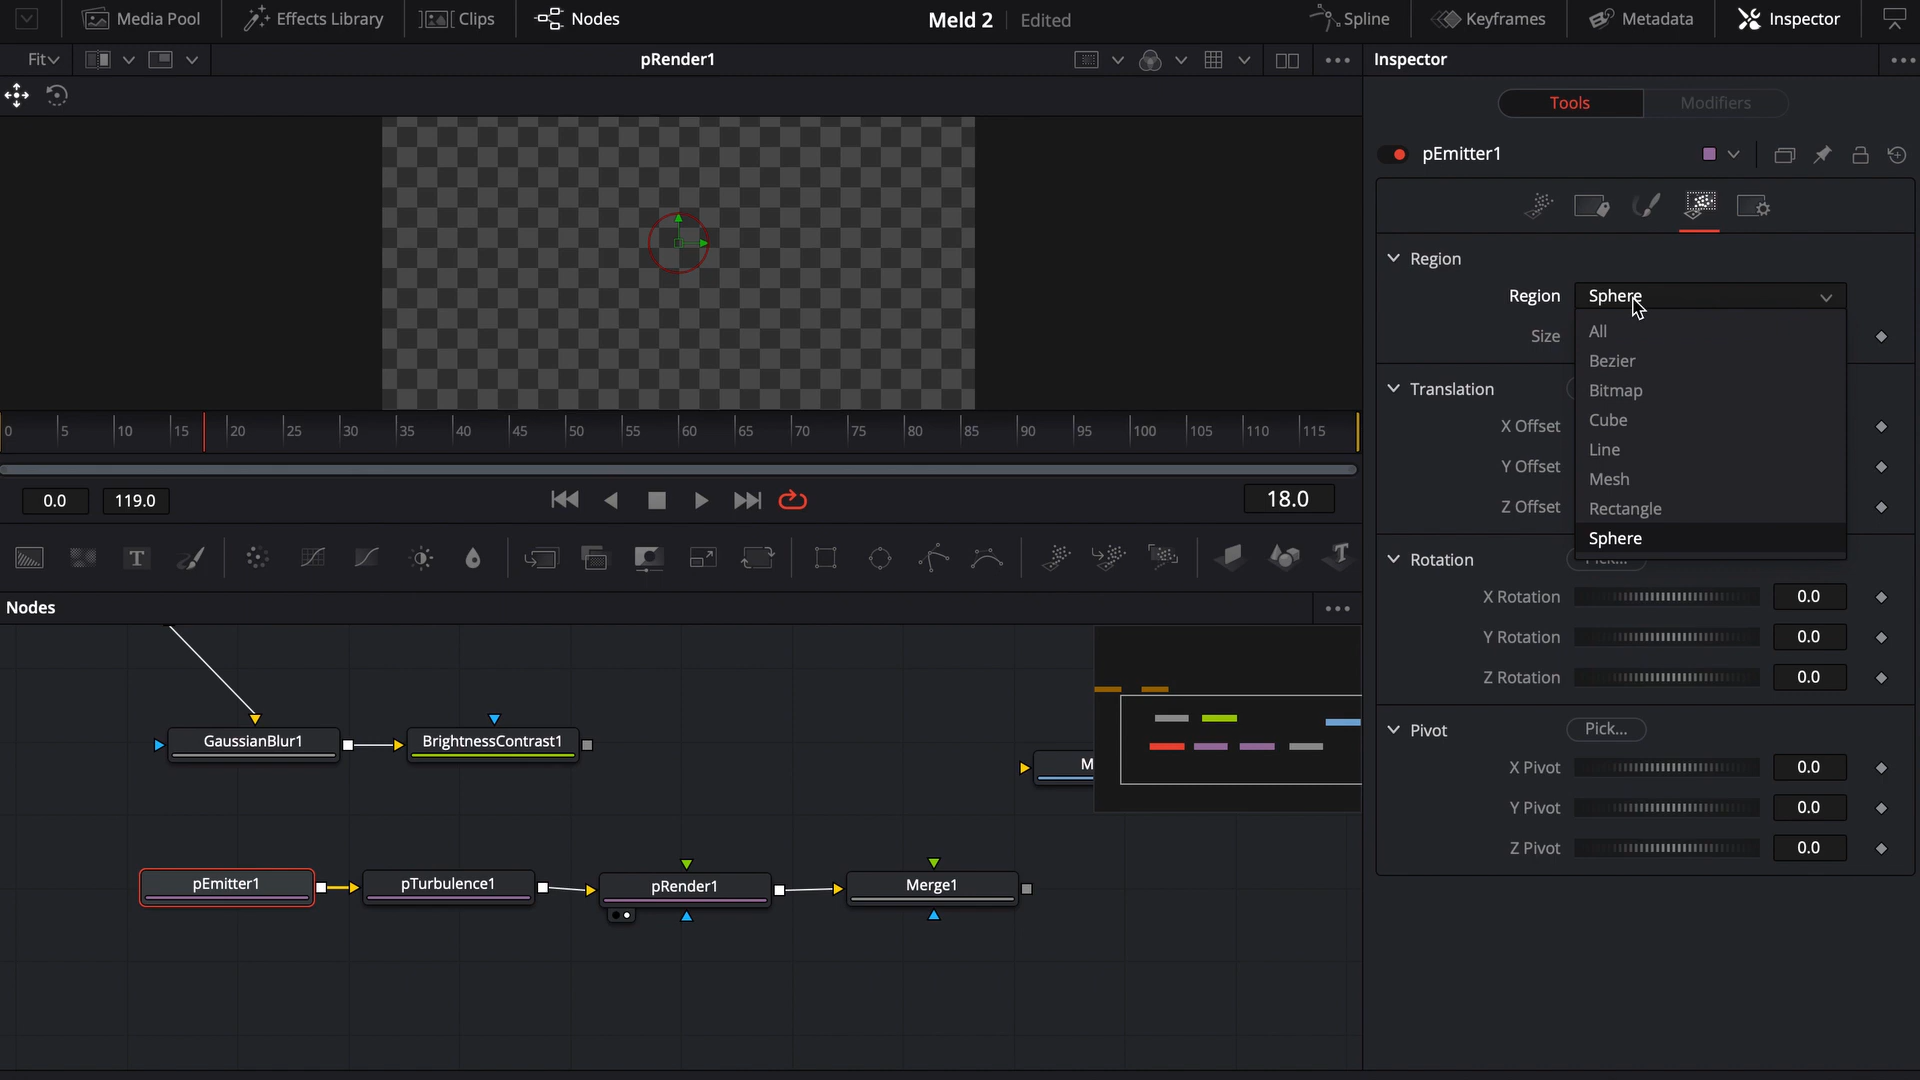 Media Pool
Effects Library
Clips
Nodes
Meld 2
Edited
Spline
Keyframes
Metadata
Inspector
Fit
pRender1
Inspector
Tools
Modifiers
pEmitter1
Region
Region
Sphere
Size
All
Bezier
Bitmap
Cube
Line
Mesh
Rectangle
Sphere
Translation
X Offset
Y Offset
Z Offset
0 5 10 15 20 25 30 35 40 45 50 55 60 65 70 75 80 85 90 95 100 105 110 115
0.0
119.0
18.0
T
T
Rotation
Pick...
X Rotation
0.0
Y Rotation
0.0
Z Rotation
0.0
Pivot
Pick...
X Pivot
0.0
Y Pivot
0.0
Z Pivot
0.0
Nodes
GaussianBlur1
BrightnessContrast1
M
pEmitter1
pTurbulence1
pRender1
Merge1